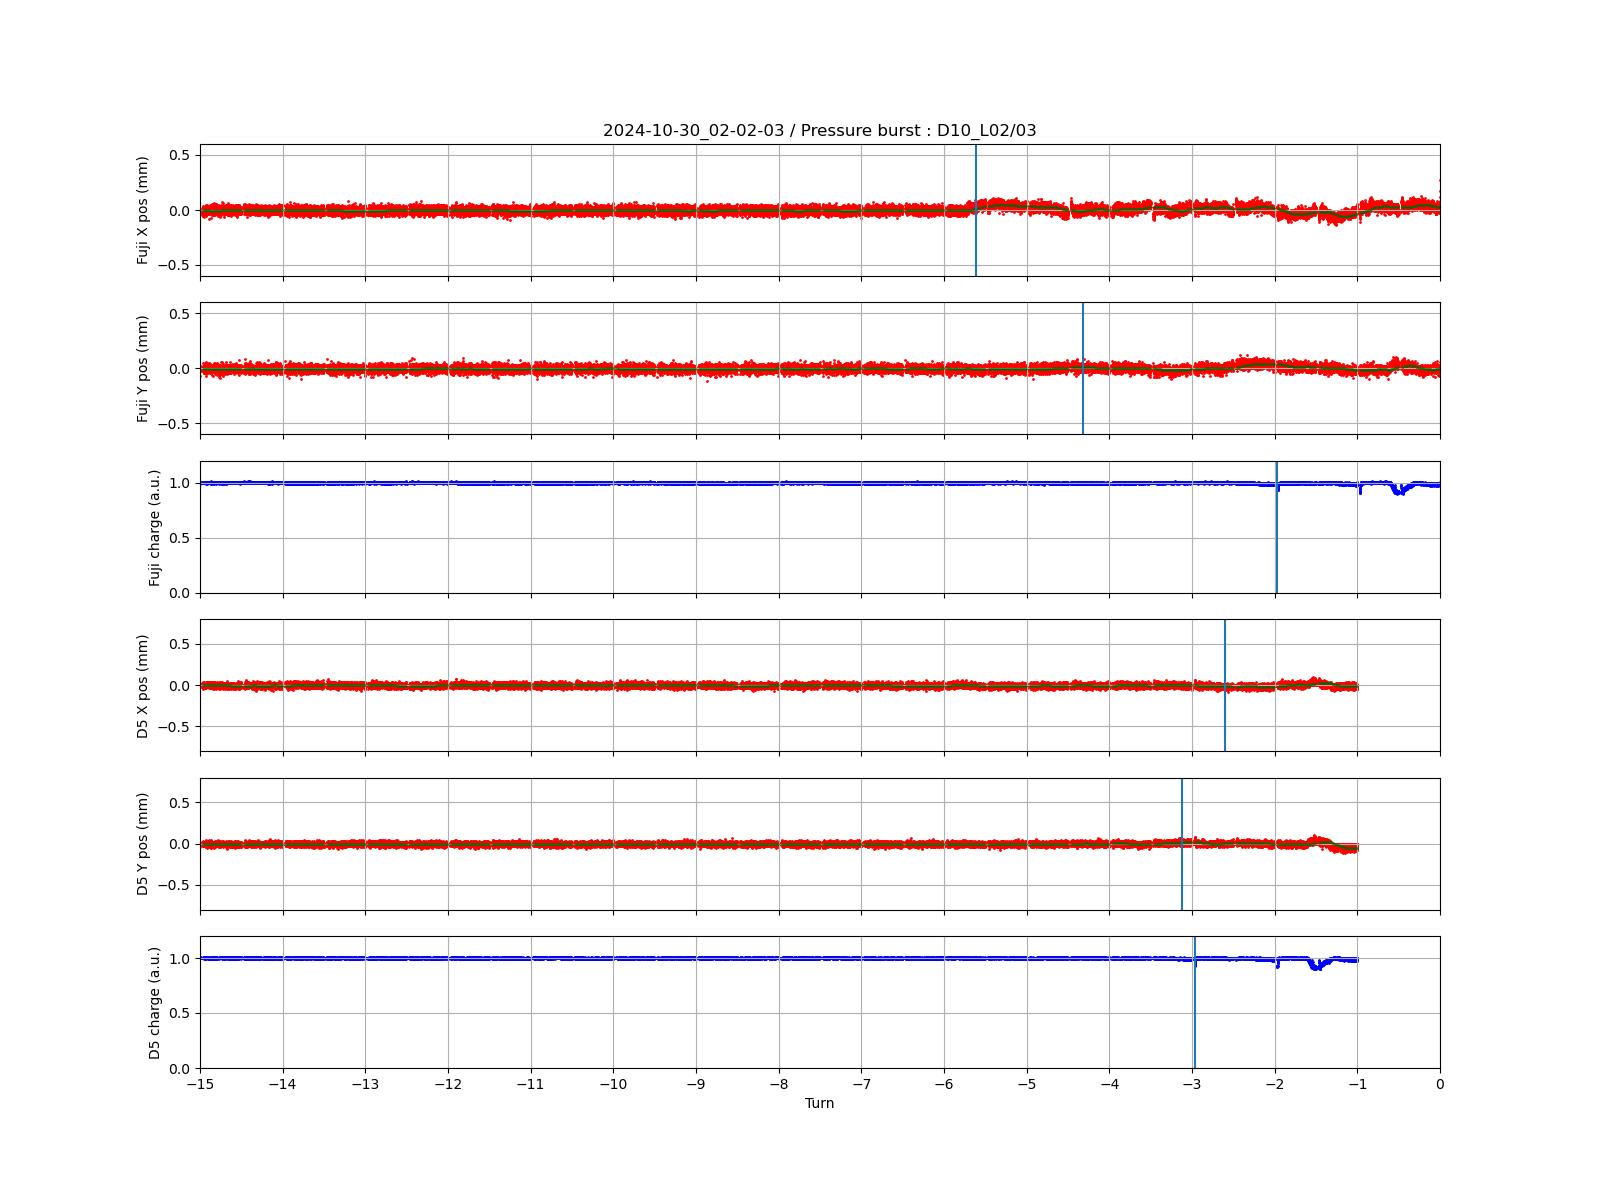 2024-10-30_02-02-03 / Pressure burst : D10_L02/03
Fuji X pos (mm)
0.5
0.0
−0.5
Fuji Y pos (mm)
0.5
0.0
−0.5
Fuji charge (a.u.)
1.0
0.5
0.0
D5 X pos (mm)
0.5
0.0
−0.5
D5 Y pos (mm)
0.5
0.0
−0.5
D5 charge (a.u.)
1.0
0.5
0.0
−15 −14 −13 −12 −11 −10 −9 −8 −7 −6 −5 −4 −3 −2 −1 0
Turn